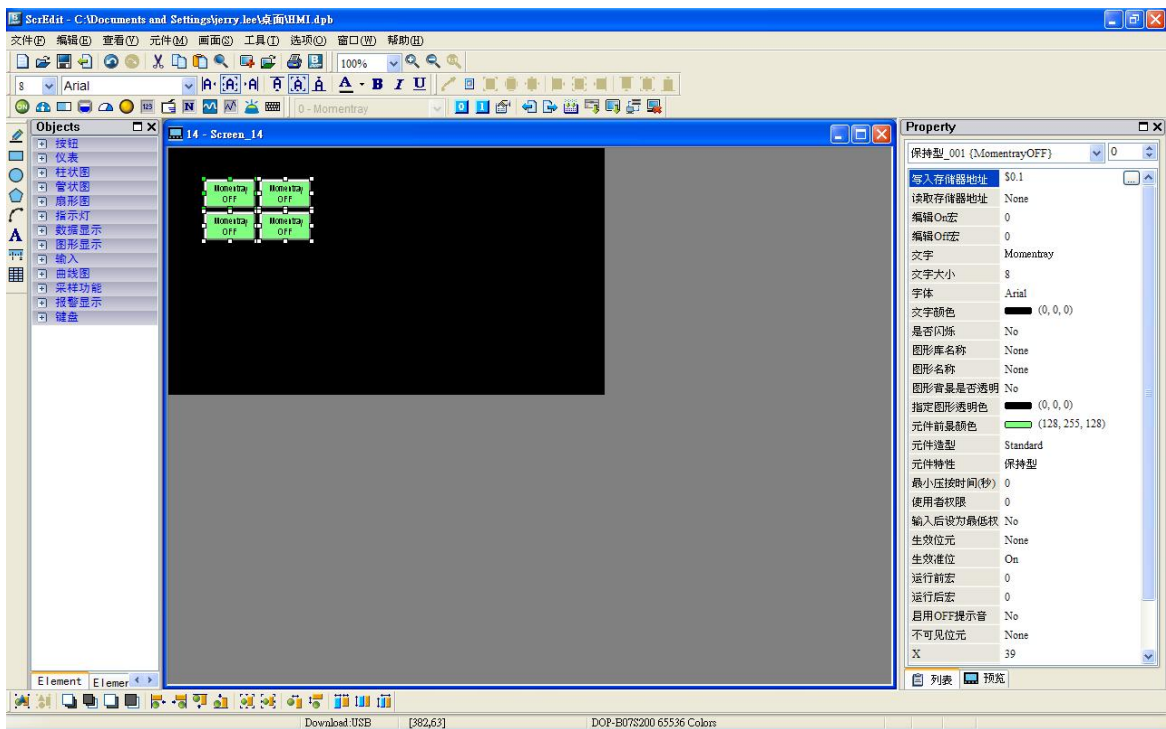 ScrEdit - C:\Documents and Settings\jerry.lee\桌面\HMI.dpb
文件(F) 编辑(E) 查看(V) 元件(M) 画面(S) 工具(T) 选项(O) 窗口(W) 帮助(H)
100%
8 Arial A A A A A A A B I U
0 - Momentray 0 1
Objects
按钮
仪表
柱状图
管状图
扇形图
指示灯
数据显示
图形显示
输入
曲线图
采样功能
报警显示
键盘
Element Elemer
14 - Screen_14
Momentray Momentray
OFF OFF
Momentray Momentray
OFF OFF
Property
保持型_001 {MomentrayOFF} 0
写入存储器地址 $0.1 ...
读取存储器地址 None
编辑On宏 0
编辑Off宏 0
文字 Momentray
文字大小 8
字体 Arial
文字颜色 (0, 0, 0)
是否闪烁 No
图形库名称 None
图形名称 None
图形背景是否透明 No
指定图形透明色 (0, 0, 0)
元件前景颜色 (128, 255, 128)
元件造型 Standard
元件特性 保持型
最小压按时间(秒) 0
使用者权限 0
输入后设为最低权 No
生效位元 None
生效准位 On
运行前宏 0
运行后宏 0
启用OFF提示音 No
不可见位元 None
X 39
列表 预览
Download:USB [382,63] DOP-B07S200 65536 Colors